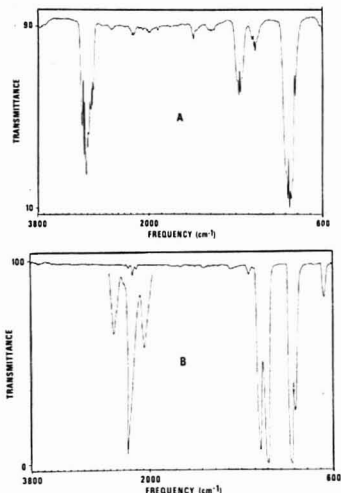 90
TRANSMITTANCE
A
10
3800
2000
600
FREQUENCY (cm⁻¹)
100
TRANSMITTANCE
B
0
3800
2000
600
FREQUENCY (cm⁻¹)